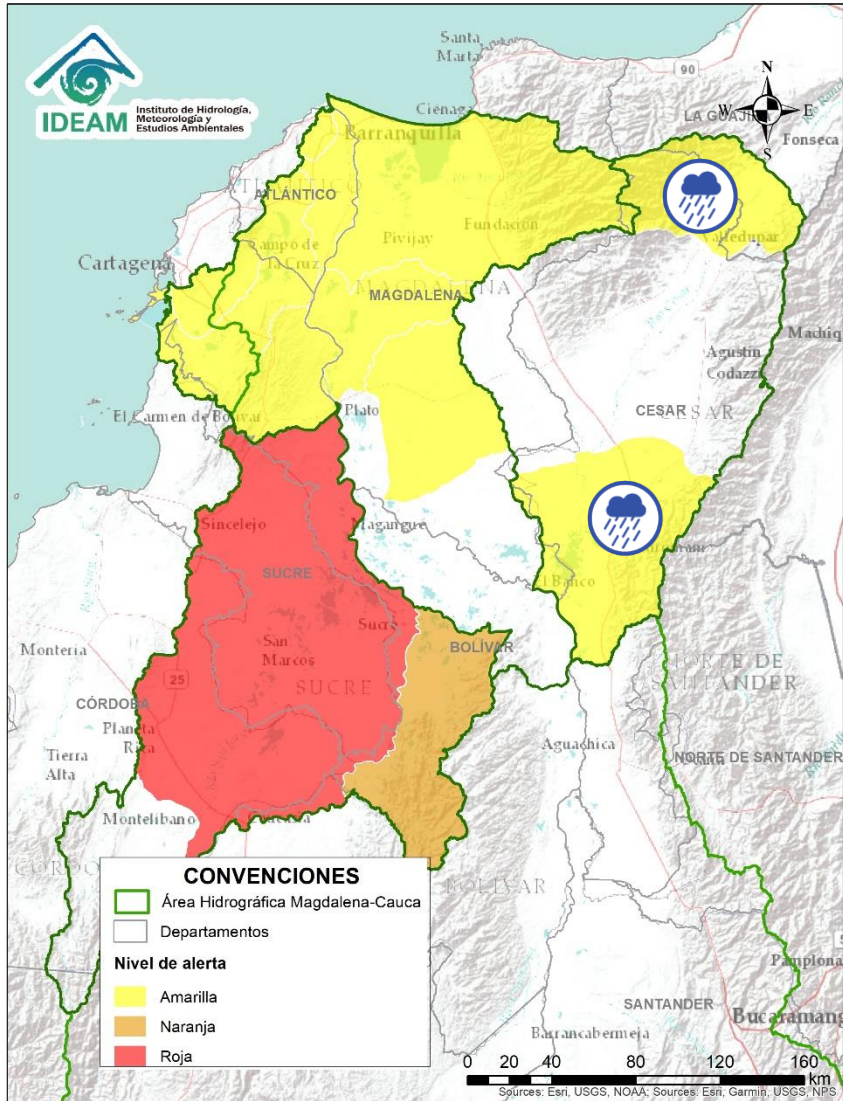 IDEAM
Instituto de Hidrología,
Meteorología y
Estudios Ambientales
Santa
Marta
90
N
W
E
S
LA GUAJIRA
Fonseca
Ciénaga
Barranquilla
ATLÁNTICO
Fundación
Valledupar
Campo de
la Cruz
Pivijay
Cartagena
MAGDALENA
MAGDALENA
Agustín
Codazzi
CESAR
CESAR
El Carmen de Bolívar
Plato
Sincelejo
Magangue
SUCRE
El Banco
Sucre
BOLÍVAR
Montería
San
Marcos
SUCRE
25
NORTE DE
SANTANDER
CÓRDOBA
Planeta
Rica
Tierra
Alta
Aguachica
NORTE DE SANTANDER
Montelíbano
BOLÍVAR
CONVENCIONES
Área Hidrográfica Magdalena-Cauca
Departamentos
Nivel de alerta
Amarilla
Naranja
Roja
Pamplona
SANTANDER
Bucaramang
Barrancabermeja
0 20 40 80 120 160
km
Sources: Esri, USGS, NOAA; Sources: Esri, Garmin, USGS, NPS